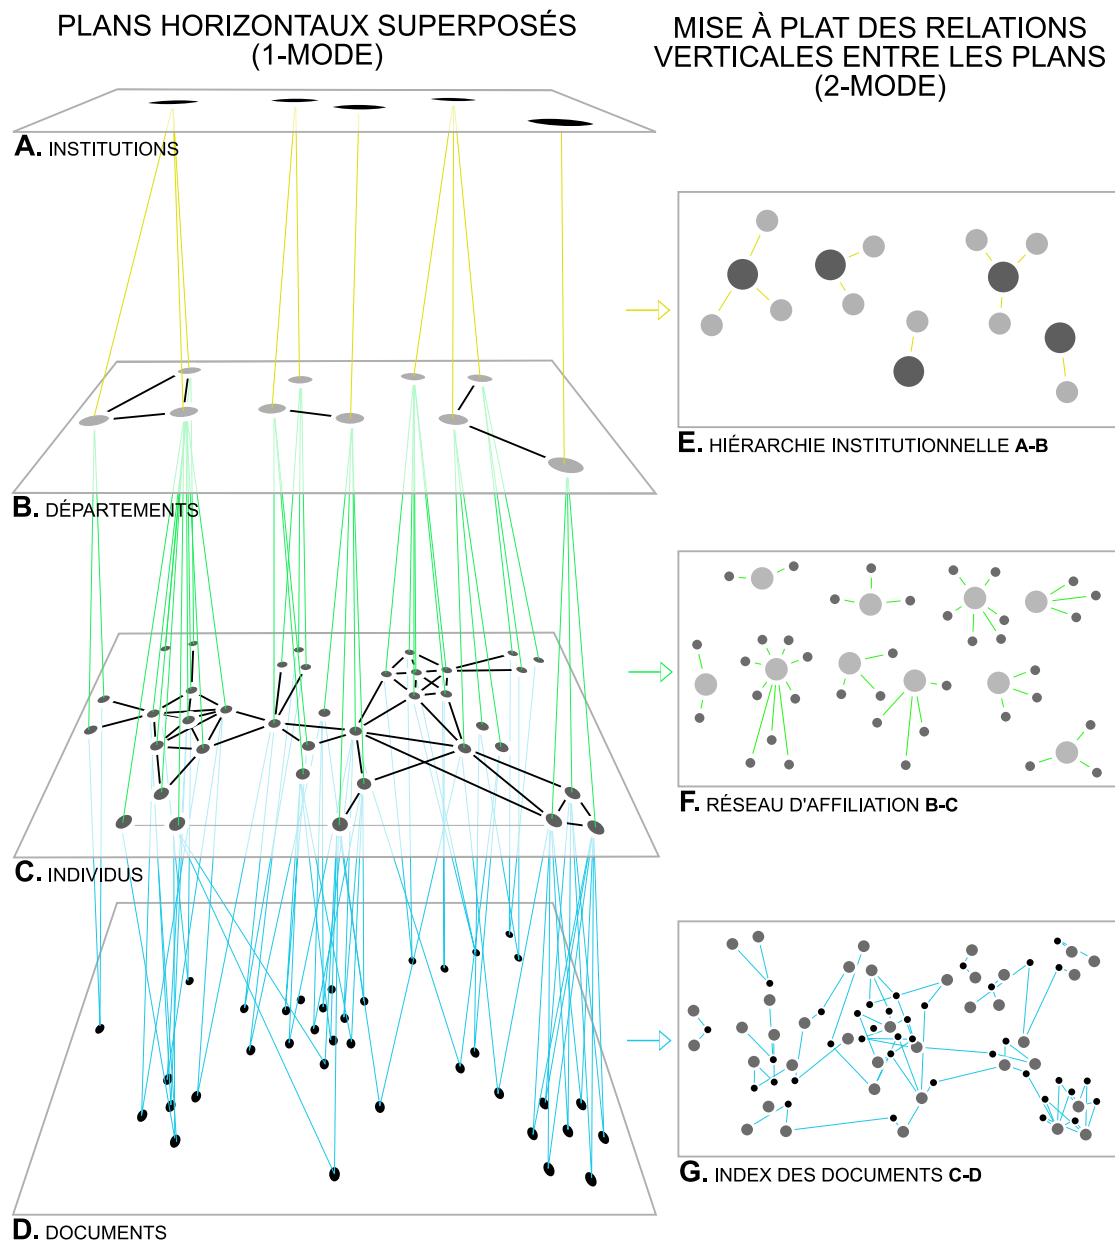 PLANS HORIZONTAUX SUPERPOSÉS
(1-MODE)
MISE À PLAT DES RELATIONS
VERTICALES ENTRE LES PLANS
(2-MODE)
A. INSTITUTIONS
B. DÉPARTEMENTS
C. INDIVIDUS
D. DOCUMENTS
E. HIÉRARCHIE INSTITUTIONNELLE A-B
F. RÉSEAU D'AFFILIATION B-C
G. INDEX DES DOCUMENTS C-D